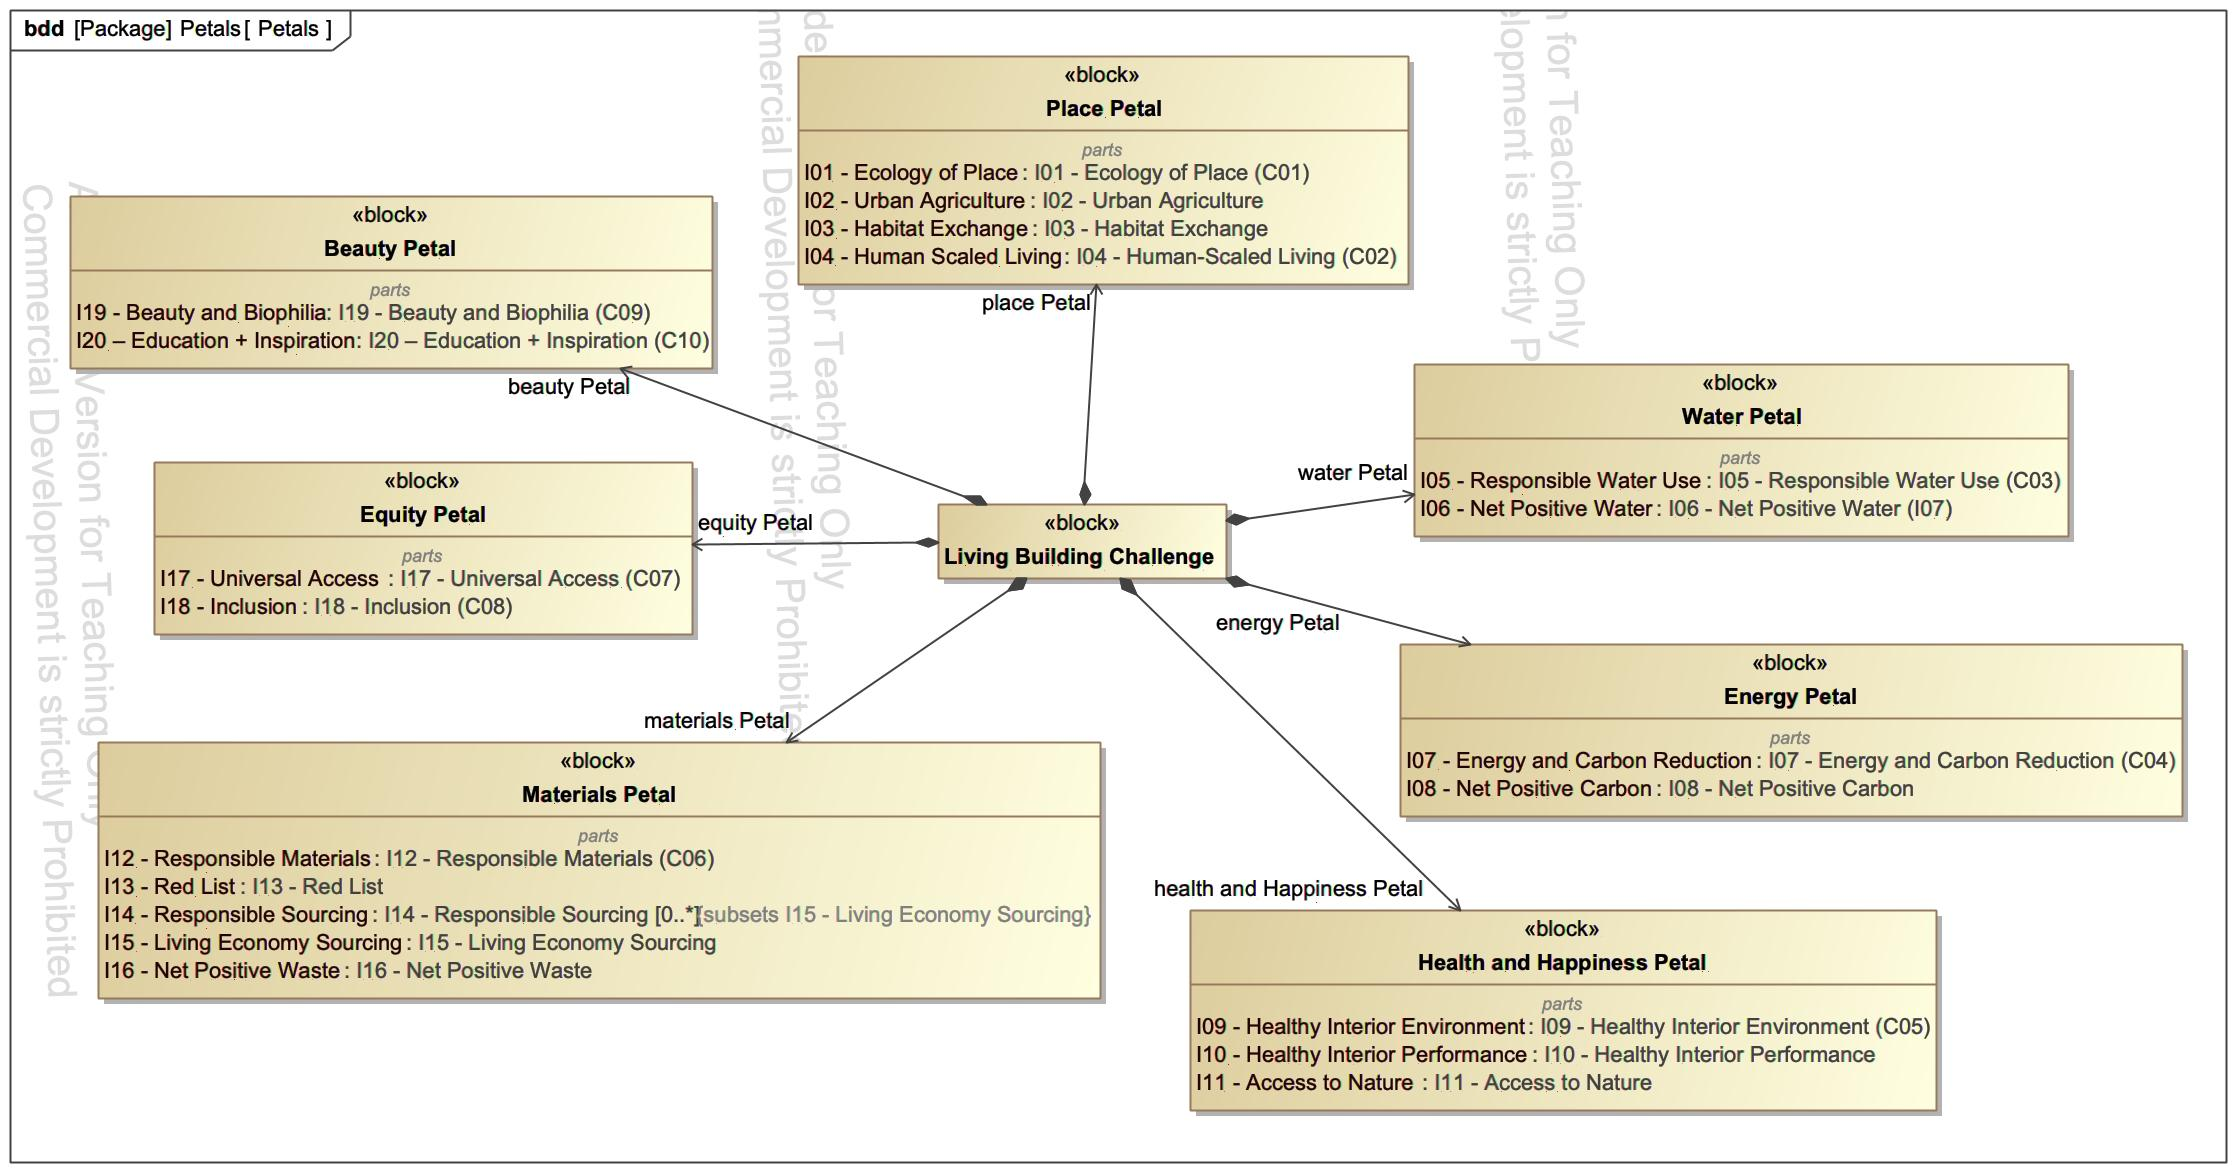 bdd [Package] Petals[ Petals ]
«block»
Place Petal
parts
I01 - Ecology of Place : I01 - Ecology of Place (C01)
I02 - Urban Agriculture : I02 - Urban Agriculture
I03 - Habitat Exchange : I03 - Habitat Exchange
I04 - Human Scaled Living : I04 - Human-Scaled Living (C02)
place Petal
«block»
Beauty Petal
parts
I19 - Beauty and Biophilia: I19 - Beauty and Biophilia (C09)
I20 – Education + Inspiration: I20 – Education + Inspiration (C10)
beauty Petal
«block»
Water Petal
parts
I05 - Responsible Water Use : I05 - Responsible Water Use (C03)
I06 - Net Positive Water : I06 - Net Positive Water (I07)
water Petal
«block»
Equity Petal
parts
I17 - Universal Access : I17 - Universal Access (C07)
I18 - Inclusion : I18 - Inclusion (C08)
equity Petal
«block»
Living Building Challenge
energy Petal
«block»
Energy Petal
parts
I07 - Energy and Carbon Reduction : I07 - Energy and Carbon Reduction (C04)
I08 - Net Positive Carbon : I08 - Net Positive Carbon
materials Petal
«block»
Materials Petal
parts
I12 - Responsible Materials : I12 - Responsible Materials (C06)
I13 - Red List : I13 - Red List
I14 - Responsible Sourcing : I14 - Responsible Sourcing [0..*]{subsets I15 - Living Economy Sourcing}
I15 - Living Economy Sourcing : I15 - Living Economy Sourcing
I16 - Net Positive Waste : I16 - Net Positive Waste
health and Happiness Petal
«block»
Health and Happiness Petal
parts
I09 - Healthy Interior Environment : I09 - Healthy Interior Environment (C05)
I10 - Healthy Interior Performance : I10 - Healthy Interior Performance
I11 - Access to Nature : I11 - Access to Nature
Version for Teaching Only
Commercial Development is strictly Prohibited
Teaching Only
Development is strictly
for Teaching Only
is strictly